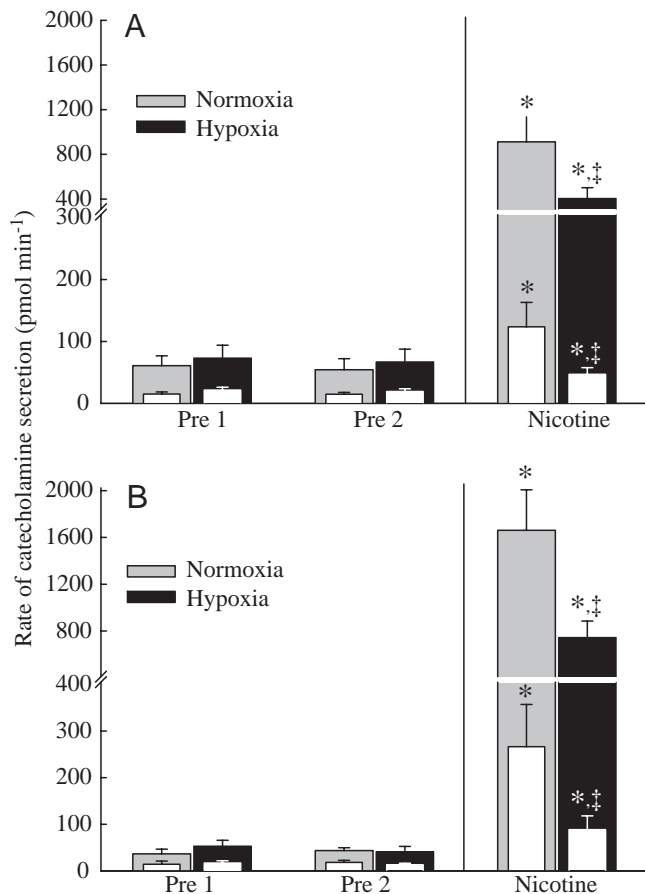 Rate of catecholamine secretion (pmol min⁻¹)
A
2000
1600
1200
800
400
300
200
100
0
Normoxia
Hypoxia
*
*,‡
*
*,‡
Pre 1 Pre 2 Nicotine
B
2000
1600
1200
800
400
300
200
100
0
Normoxia
Hypoxia
*
*,‡
*
*,‡
Pre 1 Pre 2 Nicotine